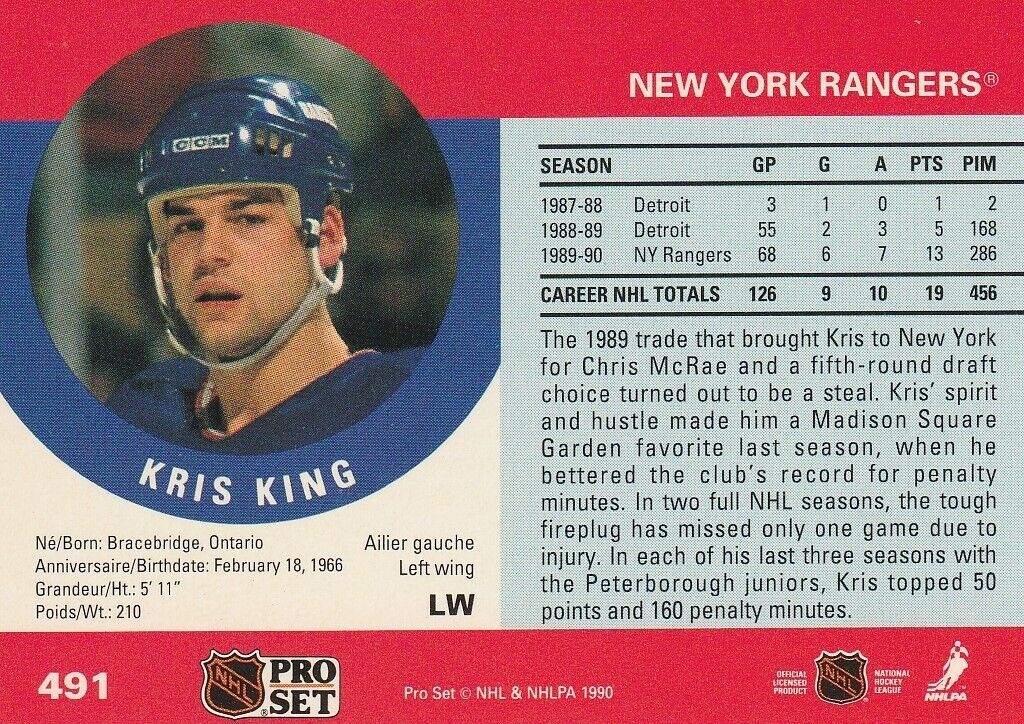 NEW YORK RANGERS®
CCM
KRIS KING
Né/Born: Bracebridge, Ontario
Anniversaire/Birthdate: February 18, 1966
Grandeur/Ht.: 5' 11"
Poids/Wt.: 210
Ailier gauche
Left wing
LW
SEASON GP G A PTS PIM
1987-88 Detroit 3 1 0 1 2
1988-89 Detroit 55 2 3 5 168
1989-90 NY Rangers 68 6 7 13 286
CAREER NHL TOTALS 126 9 10 19 456
The 1989 trade that brought Kris to New York
for Chris McRae and a fifth-round draft
choice turned out to be a steal. Kris' spirit
and hustle made him a Madison Square
Garden favorite last season, when he
bettered the club's record for penalty
minutes. In two full NHL seasons, the tough
fireplug has missed only one game due to
injury. In each of his last three seasons with
the Peterborough juniors, Kris topped 50
points and 160 penalty minutes.
491
NHL
®
PRO
SET
Pro Set © NHL & NHLPA 1990
OFFICIAL
LICENSED
PRODUCT
NHL
NATIONAL
HOCKEY
LEAGUE
NHLPA